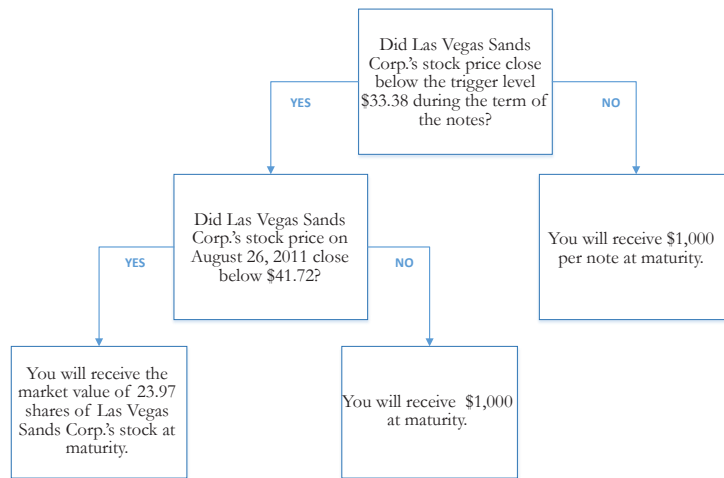 Did Las Vegas Sands
Corp.'s stock price close
below the trigger level
$33.38 during the term of
the notes?
YES
NO
Did Las Vegas Sands
Corp.'s stock price on
August 26, 2011 close
below $41.72?
You will receive $1,000
per note at maturity.
YES
NO
You will receive the
market value of 23.97
shares of Las Vegas
Sands Corp.'s stock at
maturity.
You will receive $1,000
at maturity.